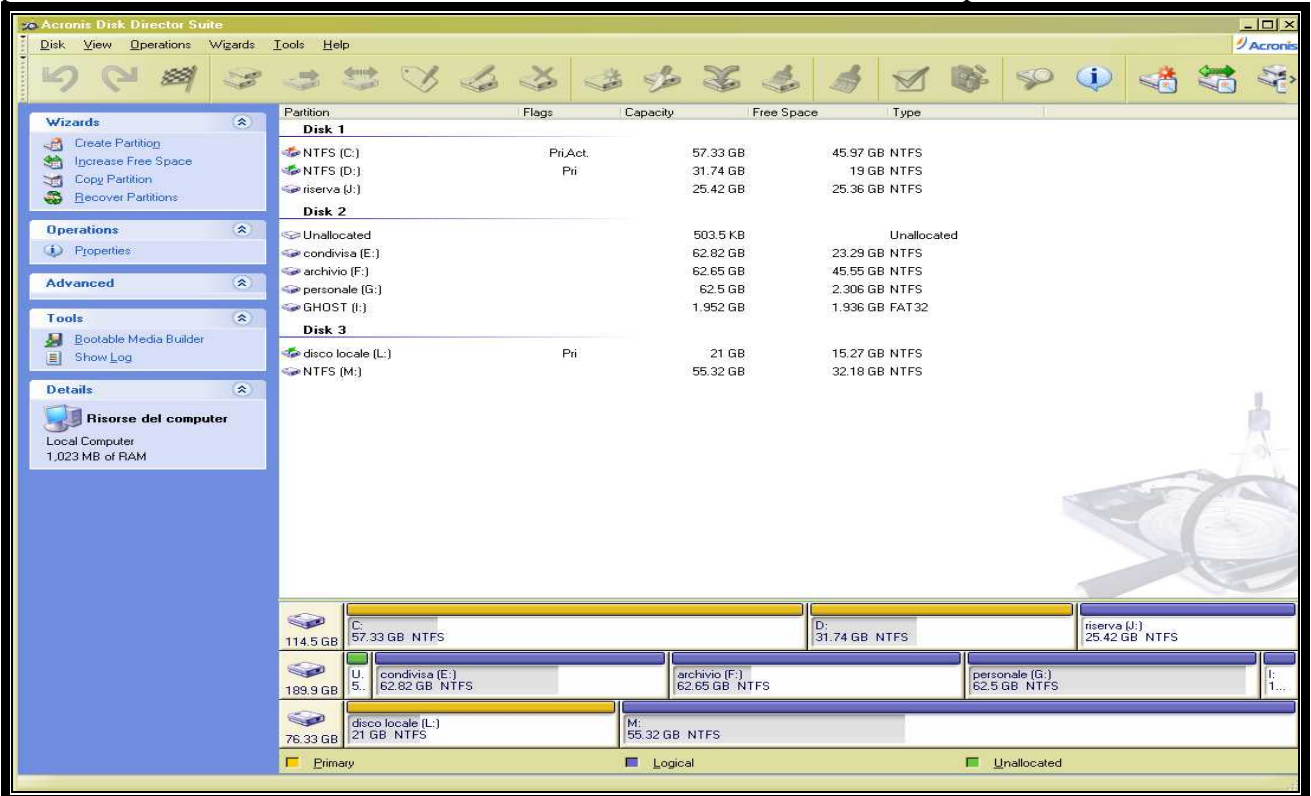 Acronis Disk Director Suite
Disk View Operations Wizards Tools Help
Acronis
Wizards
Create Partition
Increase Free Space
Copy Partition
Recover Partitions
Operations
Properties
Advanced
Tools
Bootable Media Builder
Show Log
Details
Risorse del computer
Local Computer
1,023 MB of RAM
Partition Flags Capacity Free Space Type
Disk 1
NTFS (C:) Pri,Act. 57.33 GB 45.97 GB NTFS
NTFS (D:) Pri 31.74 GB 19 GB NTFS
riserva (J:) 25.42 GB 25.36 GB NTFS
Disk 2
Unallocated 503.5 KB Unallocated
condivisa (E:) 62.82 GB 23.29 GB NTFS
archivio (F:) 62.65 GB 45.55 GB NTFS
personale (G:) 62.5 GB 2.306 GB NTFS
GHOST (I:) 1.952 GB 1.936 GB FAT32
Disk 3
disco locale (L:) Pri 21 GB 15.27 GB NTFS
NTFS (M:) 55.32 GB 32.18 GB NTFS
114.5 GB
C:
57.33 GB NTFS
D:
31.74 GB NTFS
riserva (J:)
25.42 GB NTFS
189.9 GB
U.
5..
condivisa (E:)
62.82 GB NTFS
archivio (F:)
62.65 GB NTFS
personale (G:)
62.5 GB NTFS
I:
1...
76.33 GB
disco locale (L:)
21 GB NTFS
M:
55.32 GB NTFS
Primary Logical Unallocated